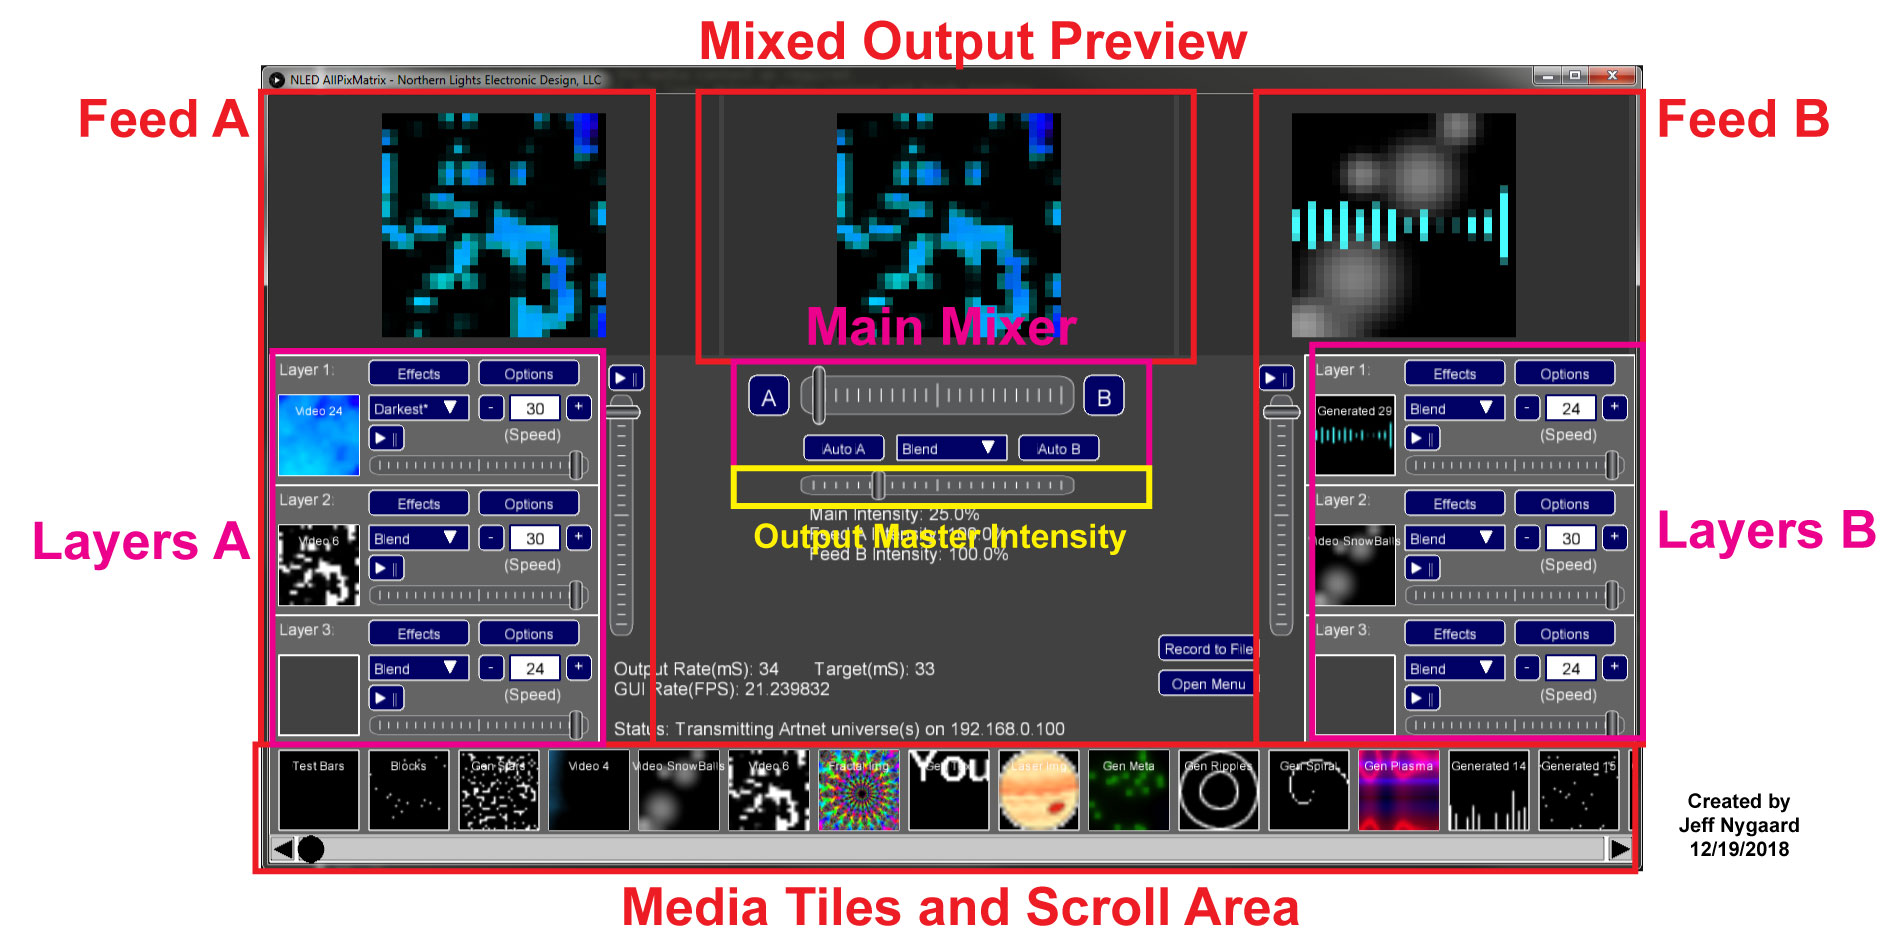 Mixed Output Preview
NLED AllPixMatrix - Northern Lights Electronic Design, LLC
Feed A
Feed B
Main Mixer
Layer 1:
Effects
Options
Video 24
Darkest*
-
30
+
(Speed)
Layer 2:
Effects
Options
Video 6
Blend
-
30
+
(Speed)
Layer 3:
Effects
Options
Blend
-
24
+
(Speed)
Layers A
A
B
Auto A
Blend
Auto B
Main Intensity: 25.0%
Feed A Intensity: 100.0%
Output Master Intensity
Feed B Intensity: 100.0%
Record to File
Open Menu
Output Rate(mS): 34 Target(mS): 33
GUI Rate(FPS): 21.239832
Status: Transmitting Artnet universe(s) on 192.168.0.100
Layer 1:
Effects
Options
Generated 29
Blend
-
24
+
(Speed)
Layer 2:
Effects
Options
Video SnowBalls
Blend
-
30
+
(Speed)
Layer 3:
Effects
Options
Blend
-
24
+
(Speed)
Layers B
Test Bars
Blocks
Gen Stars
Video 4
Video SnowBalls
Video 6
Fractal Img
You
Gen Meta
Gen Ripples
Gen Spiral
Gen Plasma
Generated 14
Generated 15
Created by
Jeff Nygaard
12/19/2018
Media Tiles and Scroll Area